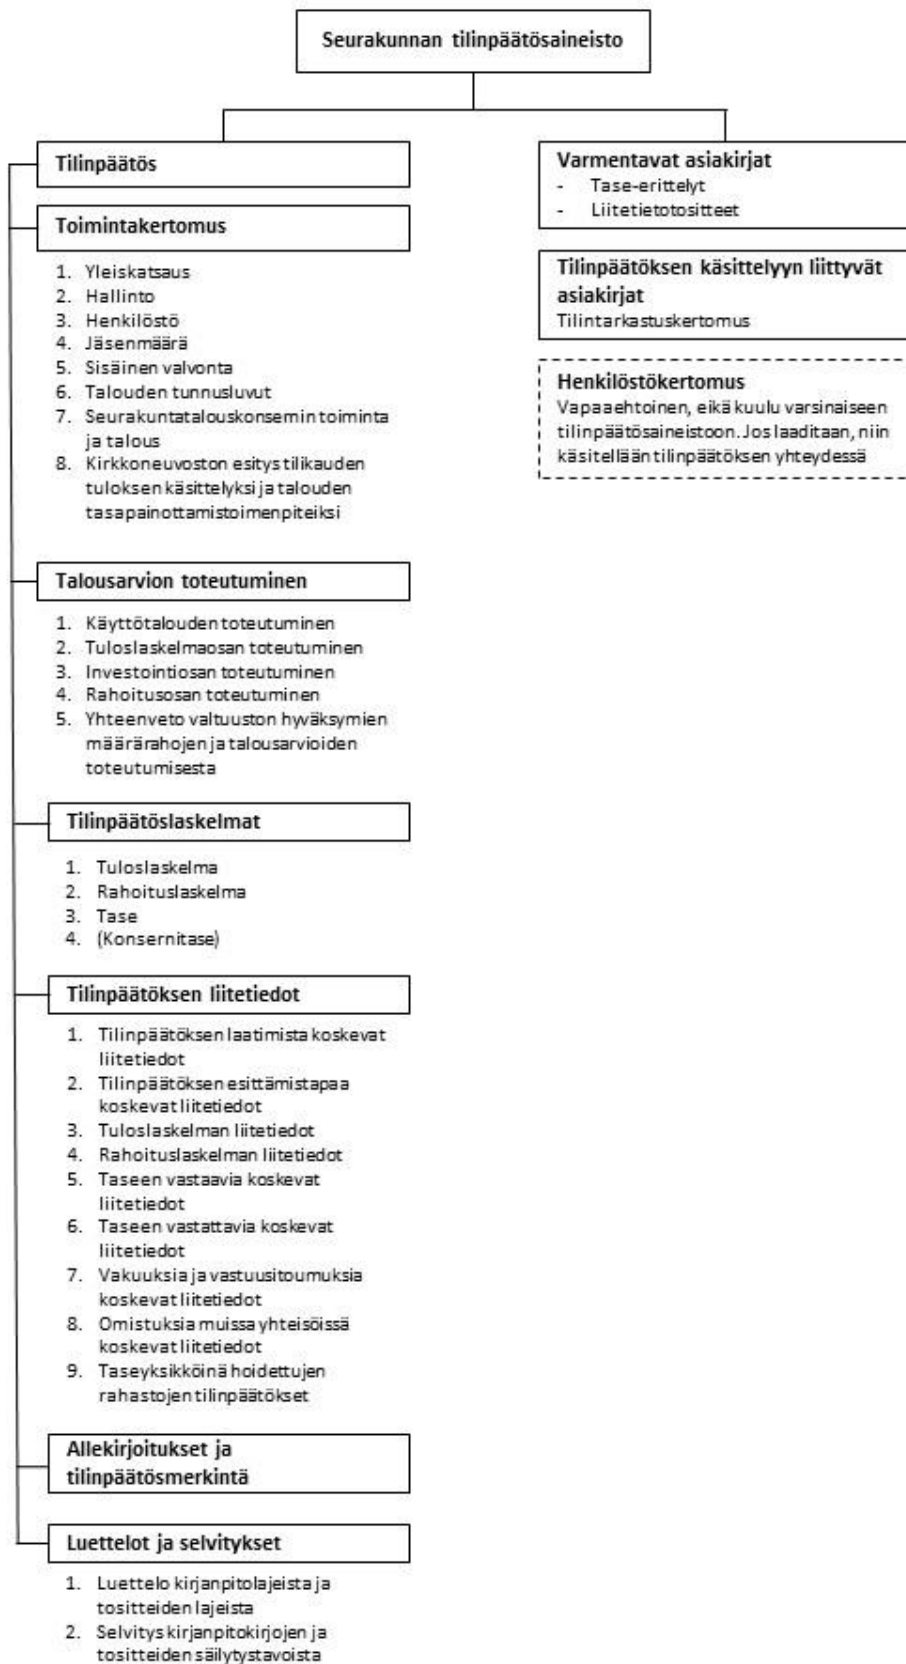 Seurakunnan tilinpäätösaineisto
Tilinpäätös
Toimintakertomus
1. Yleiskatsaus
2. Hallinto
3. Henkilöstö
4. Jäsenmäärä
5. Sisäinen valvonta
6. Talouden tunnusluvut
7. Seurakuntatalouskonsernin toiminta
ja talous
8. Kirkkoneuvoston esitys tilikauden
tuloksen käsittelyksi ja talouden
tasapainottamistoimenpiteiksi
Talousarvion toteutuminen
1. Käyttötalouden toteutuminen
2. Tuloslaskelmaosan toteutuminen
3. Investointiosan toteutuminen
4. Rahoitusosan toteutuminen
5. Yhteenveto valtuuston hyväksymien
määrärahojen ja talousarvioiden
toteutumisesta
Tilinpäätöslaskelmat
1. Tuloslaskelma
2. Rahoituslaskelma
3. Tase
4. (Konsernitase)
Tilinpäätöksen liitetiedot
1. Tilinpäätöksen laatimista koskevat
liitetiedot
2. Tilinpäätöksen esittämistapaa
koskevat liitetiedot
3. Tuloslaskelman liitetiedot
4. Rahoituslaskelman liitetiedot
5. Taseen vastaavia koskevat
liitetiedot
6. Taseen vastattavia koskevat
liitetiedot
7. Vakuuksia ja vastuusitoumuksia
koskevat liitetiedot
8. Omistuksia muissa yhteisöissä
koskevat liitetiedot
9. Taseyksikköinä hoidettujen
rahastojen tilinpäätökset
Allekirjoitukset ja
tilinpäätösmerkintä
Luettelot ja selvitykset
1. Luettelo kirjanpitolajeista ja
tositteiden lajeista
2. Selvitys kirjanpitokirjojen ja
tositteiden säilytystavoista
Varmentavat asiakirjat
- Tase-erittelyt
- Liitetietotositteet
Tilinpäätöksen käsittelyyn liittyvät
asiakirjat
Tilintarkastuskertomus
Henkilöstökertomus
Vapaaehtoinen, eikä kuulu varsinaiseen
tilinpäätösaineistoon. Jos laaditaan, niin
käsitellään tilinpäätöksen yhteydessä